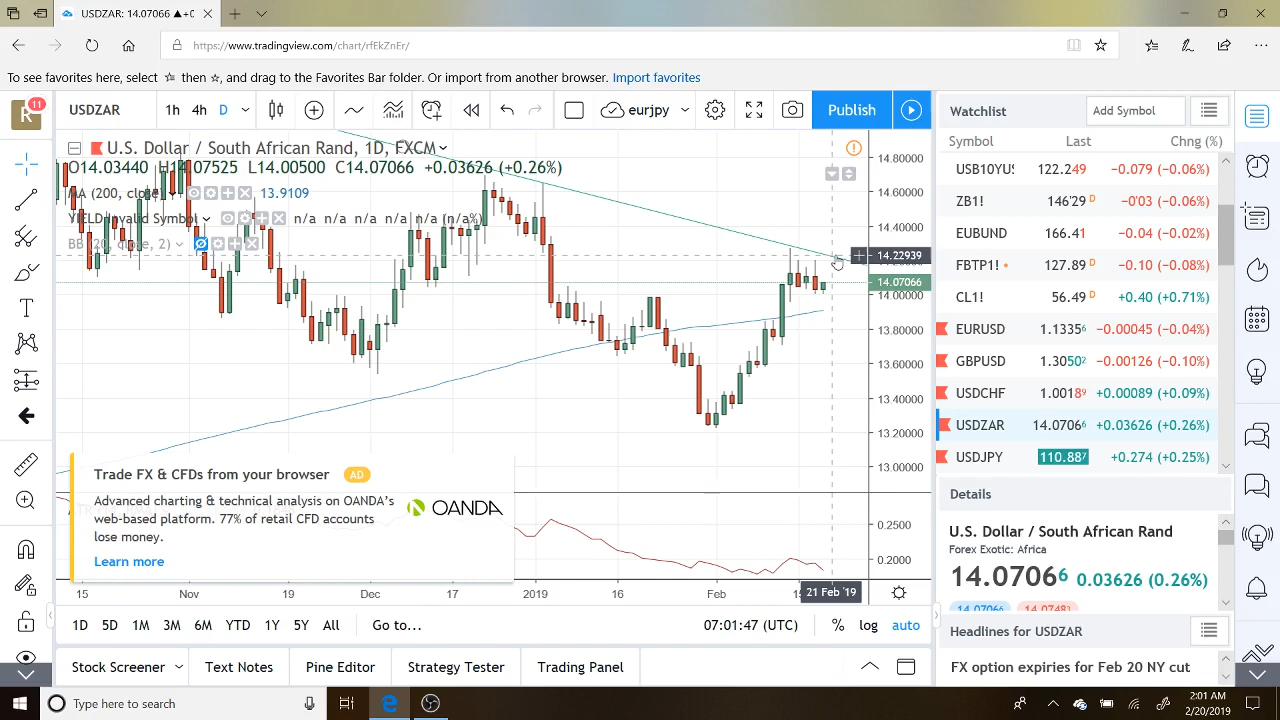 USDZAR: 14.07066 ▲+0
https://www.tradingview.com/chart/rfEkZnEr/
To see favorites here, select ☆ then ☆, and drag to the Favorites Bar folder. Or import from another browser. Import favorites
R 11
USDZAR 1h 4h D eurjpy Publish
U.S. Dollar / South African Rand, 1D, FXCM
O14.03440 H14.07525 L14.00500 C14.07066 +0.03626 (+0.26%)
MA (200, close) 13.9109
YIELD Invalid Symbol n/a n/a n/a n/a n/a (n/a%)
BB (20, close, 2)
14.80000
14.60000
14.40000
14.22939
14.07066
14.00000
13.80000
13.60000
13.40000
13.20000
13.00000
0.2500
0.2000
Trade FX & CFDs from your browser AD
Advanced charting & technical analysis on OANDA's
web-based platform. 77% of retail CFD accounts
lose money.
OANDA
Learn more
15 Nov 19 Dec 17 2019 16 Feb 21 Feb '19
1D 5D 1M 3M 6M YTD 1Y 5Y All Go to... 07:01:47 (UTC) % log auto
Stock Screener Text Notes Pine Editor Strategy Tester Trading Panel
Watchlist Add Symbol
Symbol Last Chng (%)
USB10YUS 122.249 −0.079 (−0.06%)
ZB1! 146'29 D −0'03 (−0.06%)
EUBUND 166.41 −0.04 (−0.02%)
FBTP1! 127.89 D −0.10 (−0.08%)
CL1! 56.49 D +0.40 (+0.71%)
EURUSD 1.13356 −0.00045 (−0.04%)
GBPUSD 1.30502 −0.00126 (−0.10%)
USDCHF 1.00189 +0.00089 (+0.09%)
USDZAR 14.07066 +0.03626 (+0.26%)
USDJPY 110.887 +0.274 (+0.25%)
Details
U.S. Dollar / South African Rand
Forex Exotic: Africa
14.07066 0.03626 (0.26%)
14.07066 14.07481
Headlines for USDZAR
FX option expiries for Feb 20 NY cut
Type here to search
2:01 AM
2/20/2019